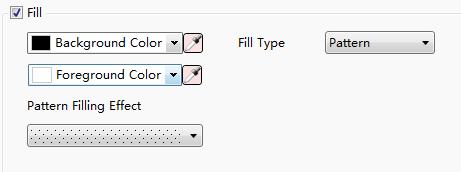 Fill
Background Color Fill Type Pattern
Foreground Color
Pattern Filling Effect